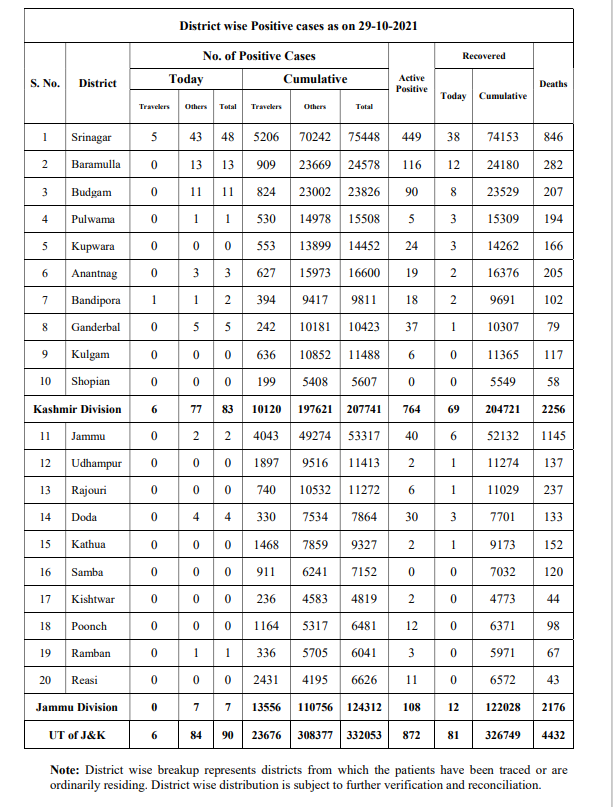 District wise Positive cases as on 29-10-2021
S. No. District No. of Positive Cases Active Positive Recovered Deaths
Today Cumulative Today Cumulative
Travelers Others Total Travelers Others Total
1 Srinagar 5 43 48 5206 70242 75448 449 38 74153 846
2 Baramulla 0 13 13 909 23669 24578 116 12 24180 282
3 Budgam 0 11 11 824 23002 23826 90 8 23529 207
4 Pulwama 0 1 1 530 14978 15508 5 3 15309 194
5 Kupwara 0 0 0 553 13899 14452 24 3 14262 166
6 Anantnag 0 3 3 627 15973 16600 19 2 16376 205
7 Bandipora 1 1 2 394 9417 9811 18 2 9691 102
8 Ganderbal 0 5 5 242 10181 10423 37 1 10307 79
9 Kulgam 0 0 0 636 10852 11488 6 0 11365 117
10 Shopian 0 0 0 199 5408 5607 0 0 5549 58
Kashmir Division 6 77 83 10120 197621 207741 764 69 204721 2256
11 Jammu 0 2 2 4043 49274 53317 40 6 52132 1145
12 Udhampur 0 0 0 1897 9516 11413 2 1 11274 137
13 Rajouri 0 0 0 740 10532 11272 6 1 11029 237
14 Doda 0 4 4 330 7534 7864 30 3 7701 133
15 Kathua 0 0 0 1468 7859 9327 2 1 9173 152
16 Samba 0 0 0 911 6241 7152 0 0 7032 120
17 Kishtwar 0 0 0 236 4583 4819 2 0 4773 44
18 Poonch 0 0 0 1164 5317 6481 12 0 6371 98
19 Ramban 0 1 1 336 5705 6041 3 0 5971 67
20 Reasi 0 0 0 2431 4195 6626 11 0 6572 43
Jammu Division 0 7 7 13556 110756 124312 108 12 122028 2176
UT of J&K 6 84 90 23676 308377 332053 872 81 326749 4432
Note: District wise breakup represents districts from which the patients have been traced or are
ordinarily residing. District wise distribution is subject to further verification and reconciliation.